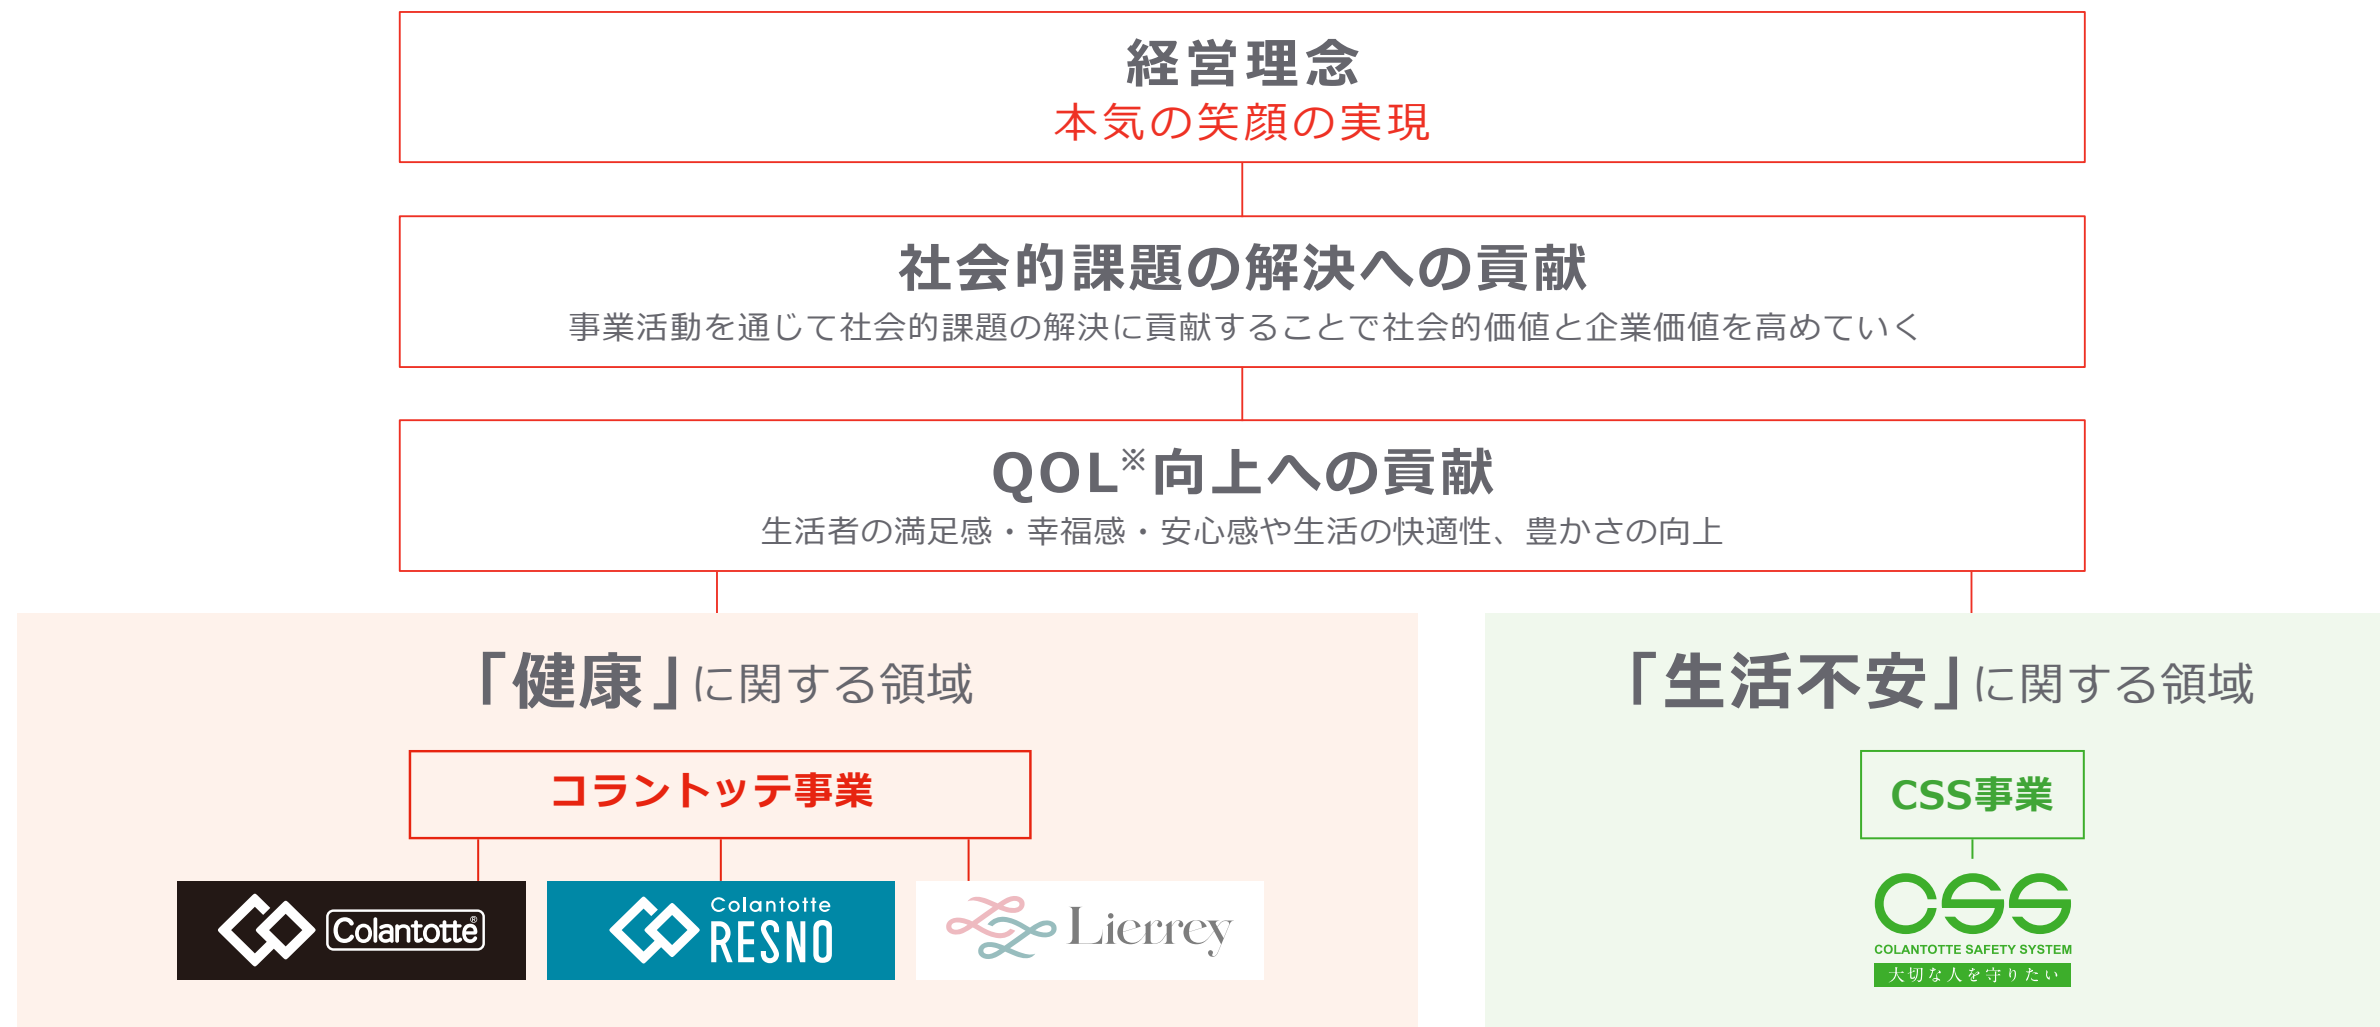 経営理念
本気の笑顔の実現
社会的課題の解決への貢献
事業活動を通じて社会的課題の解決に貢献することで社会的価値と企業価値を高めていく
QOL※向上への貢献
生活者の満足感・幸福感・安心感や生活の快適性、豊かさの向上
「健康」に関する領域
コラントッテ事業
Colantotte®
Colantotte
RESNO
Lierrey
「生活不安」に関する領域
CSS事業
CSS
COLANTOTTE SAFETY SYSTEM
大切な人を守りたい